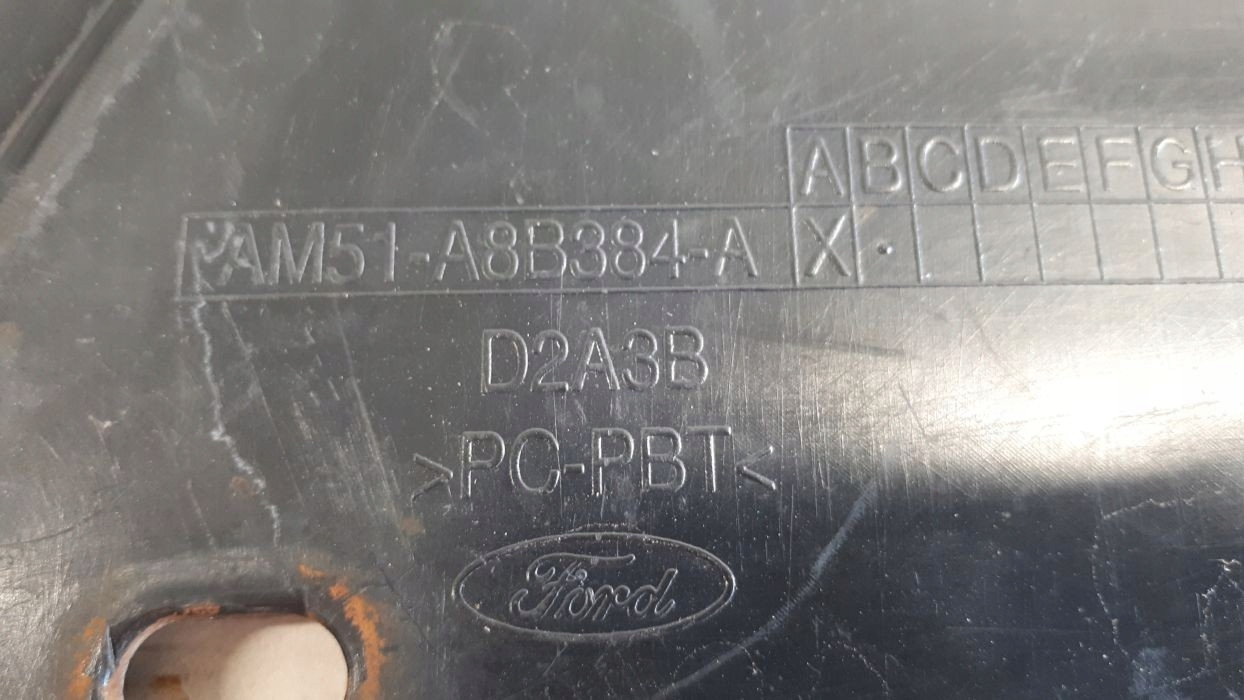 A B C D E F G H
AM51-A8B384-A X
D2A3B
>PC-PBT<
Ford